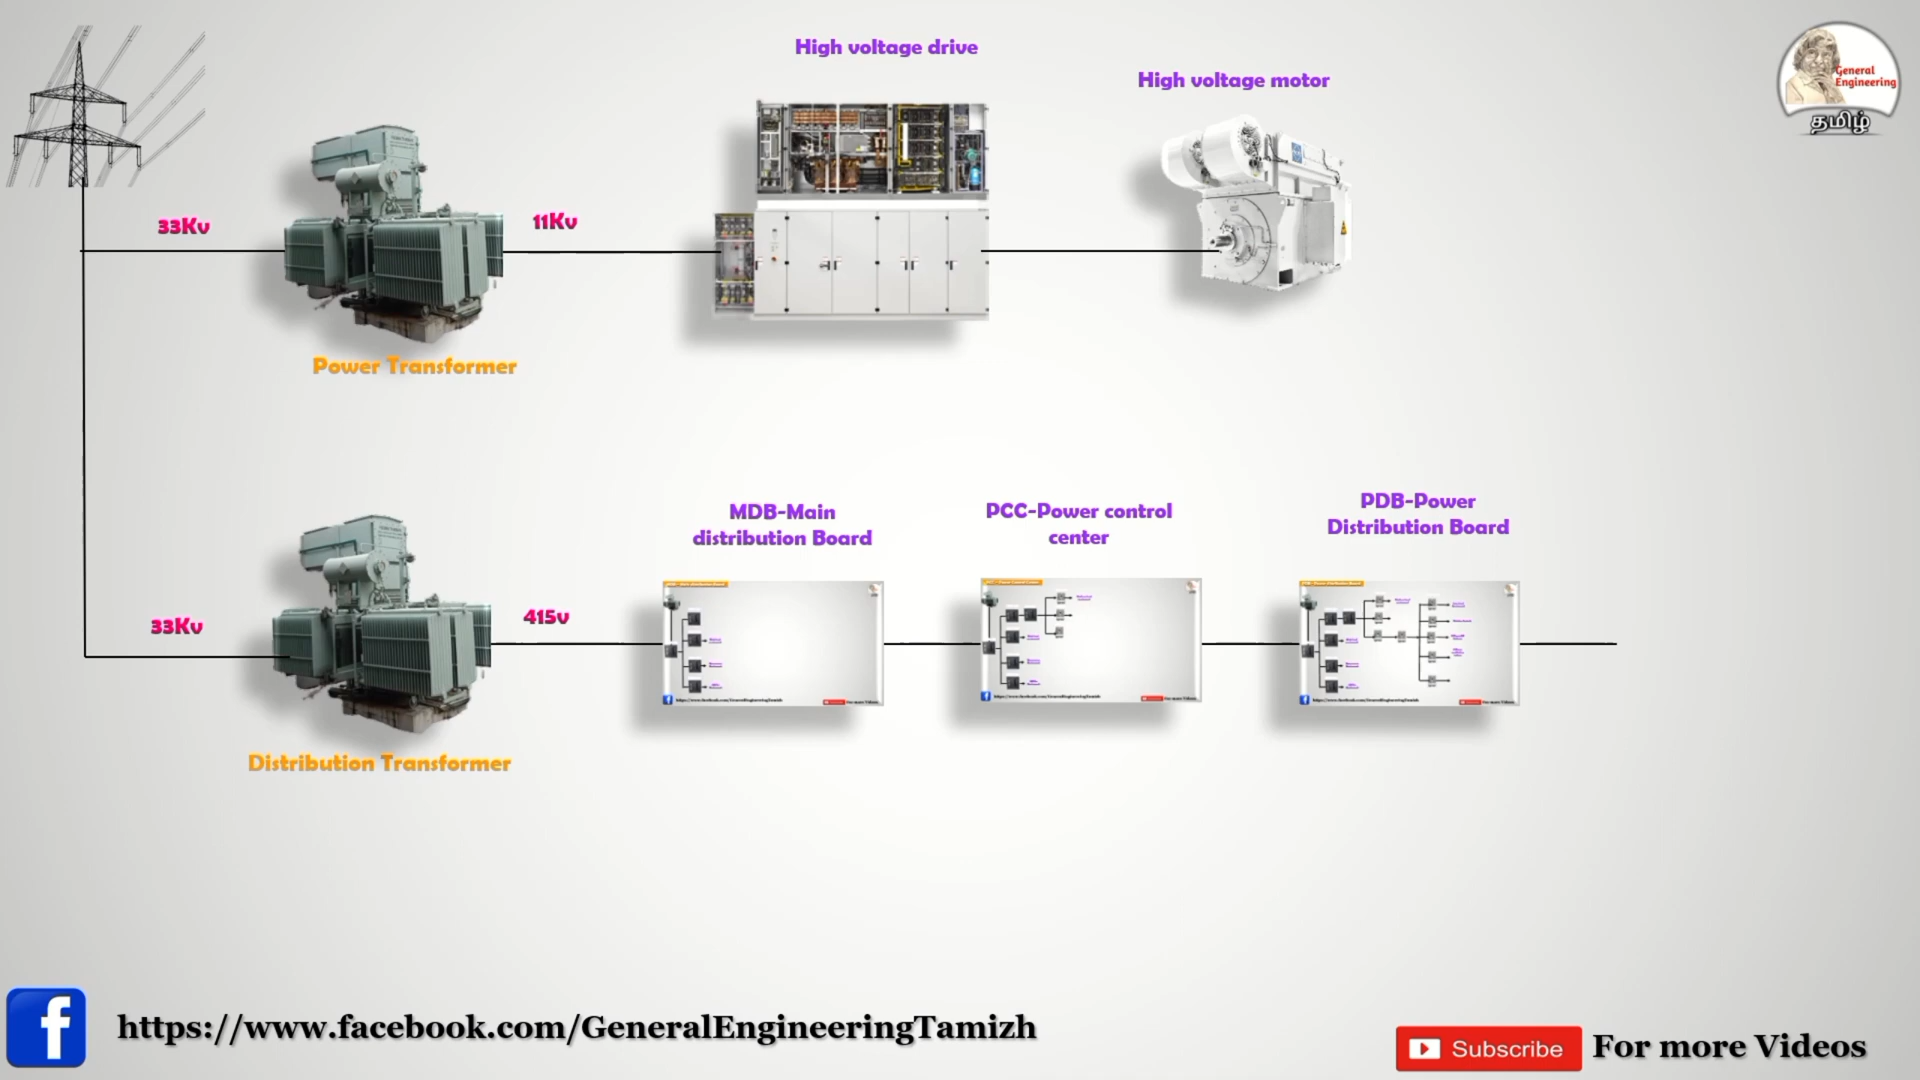 High voltage drive
High voltage motor
General
Engineering
தமிழ்
33Kv
11Kv
Power Transformer
MDB-Main
distribution Board
PCC-Power control
center
PDB-Power
Distribution Board
33Kv
415v
Distribution Transformer
https://www.facebook.com/GeneralEngineeringTamizh
Subscribe
For more Videos